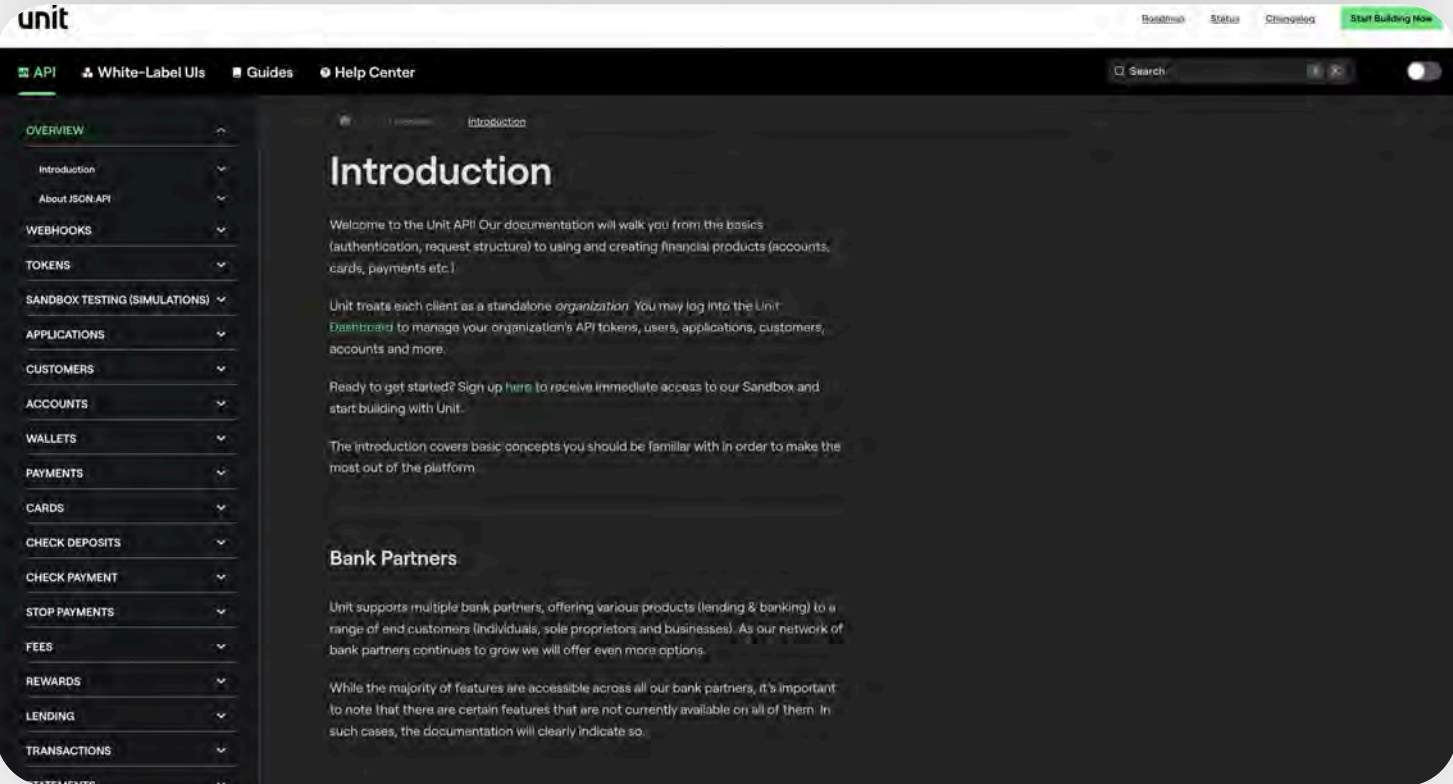 unit
Roadmap Status Changelog Start Building Now
API White-Label UIs Guides Help Center Search
OVERVIEW
Introduction
About JSON:API
WEBHOOKS
TOKENS
SANDBOX TESTING (SIMULATIONS)
APPLICATIONS
CUSTOMERS
ACCOUNTS
WALLETS
PAYMENTS
CARDS
CHECK DEPOSITS
CHECK PAYMENT
STOP PAYMENTS
FEES
REWARDS
LENDING
TRANSACTIONS
STATEMENTS
Introduction
Introduction
Welcome to the Unit API! Our documentation will walk you from the basics
(authentication, request structure) to using and creating financial products (accounts,
cards, payments etc.)
Unit treats each client as a standalone organization. You may log into the Unit
Dashboard to manage your organization's API tokens, users, applications, customers,
accounts and more.
Ready to get started? Sign up here to receive immediate access to our Sandbox and
start building with Unit.
The introduction covers basic concepts you should be familiar with in order to make the
most out of the platform
Bank Partners
Unit supports multiple bank partners, offering various products (lending & banking) to a
range of end customers (individuals, sole proprietors and businesses). As our network of
bank partners continues to grow we will offer even more options.
While the majority of features are accessible across all our bank partners, it's important
to note that there are certain features that are not currently available on all of them. In
such cases, the documentation will clearly indicate so.